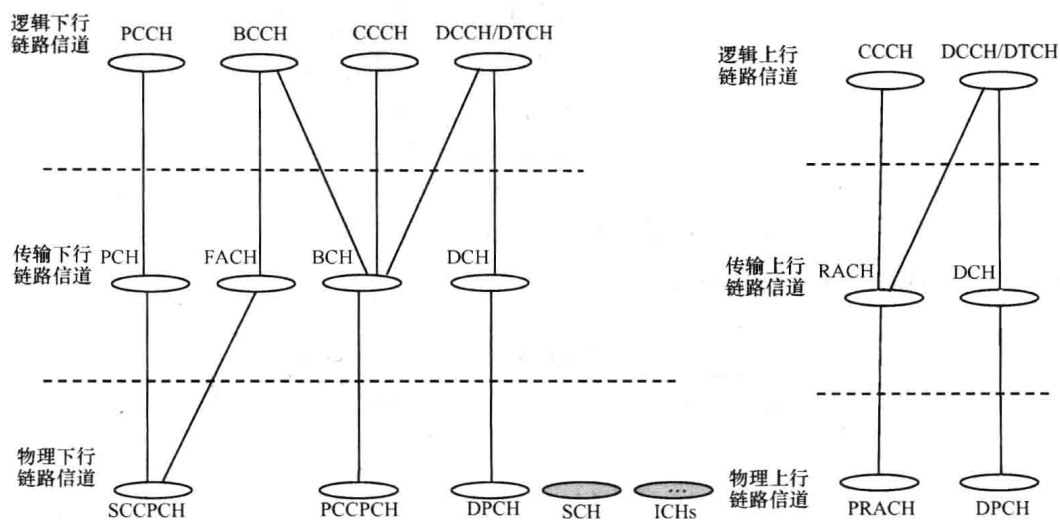 逻辑下行
链路信道
PCCH
BCCH
CCCH
DCCH/DTCH
传输下行
链路信道
PCH
FACH
BCH
DCH
物理下行
链路信道
SCCPCH
PCCPCH
DPCH
SCH
...
ICHs
逻辑上行
链路信道
CCCH
DCCH/DTCH
传输上行
链路信道
RACH
DCH
物理上行
链路信道
PRACH
DPCH